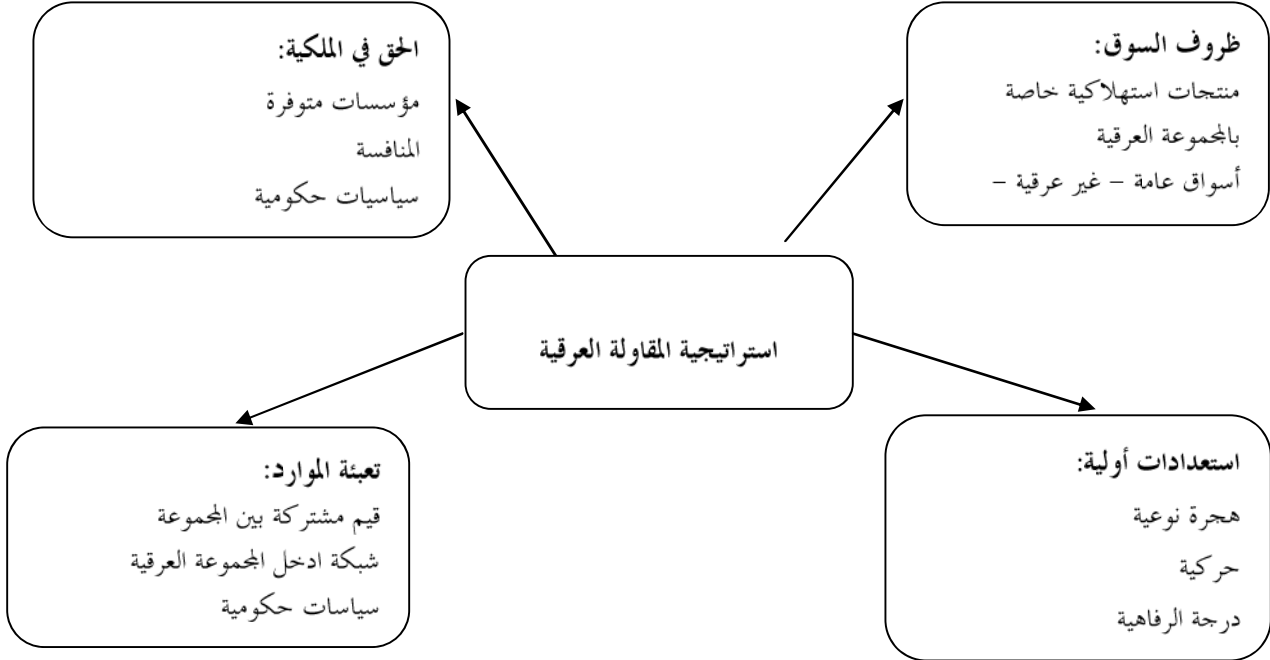 ظروف السوق:
منتجات استهلاكية خاصة
بالمجموعة العرقية
أسواق عامة – غير عرقية –
الحق في الملكية:
مؤسسات متوفرة
المنافسة
سياسيات حكومية
استراتيجية المقاولة العرقية
استعدادات أولية:
هجرة نوعية
حركية
درجة الرفاهية
تعبئة الموارد:
قيم مشتركة بين المجموعة
شبكة ادخل المجموعة العرقية
سياسات حكومية